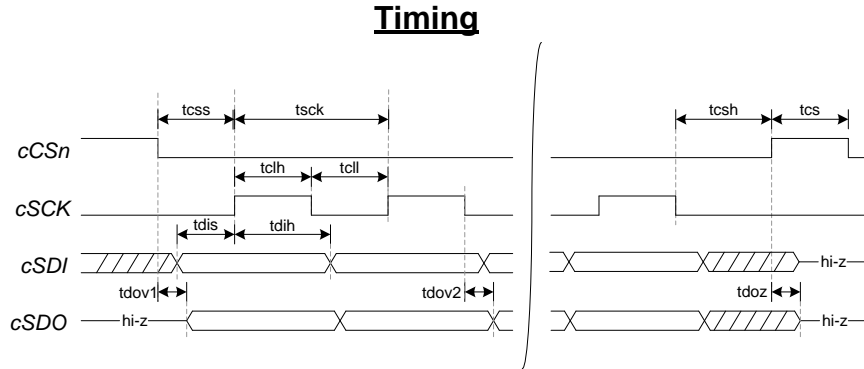 Timing
tcss tsck tcsh tcs
cCSn
tclh tcll
cSCK
tdis tdih
cSDI hi-z
tdov1 tdov2 tdoz
cSDO hi-z hi-z